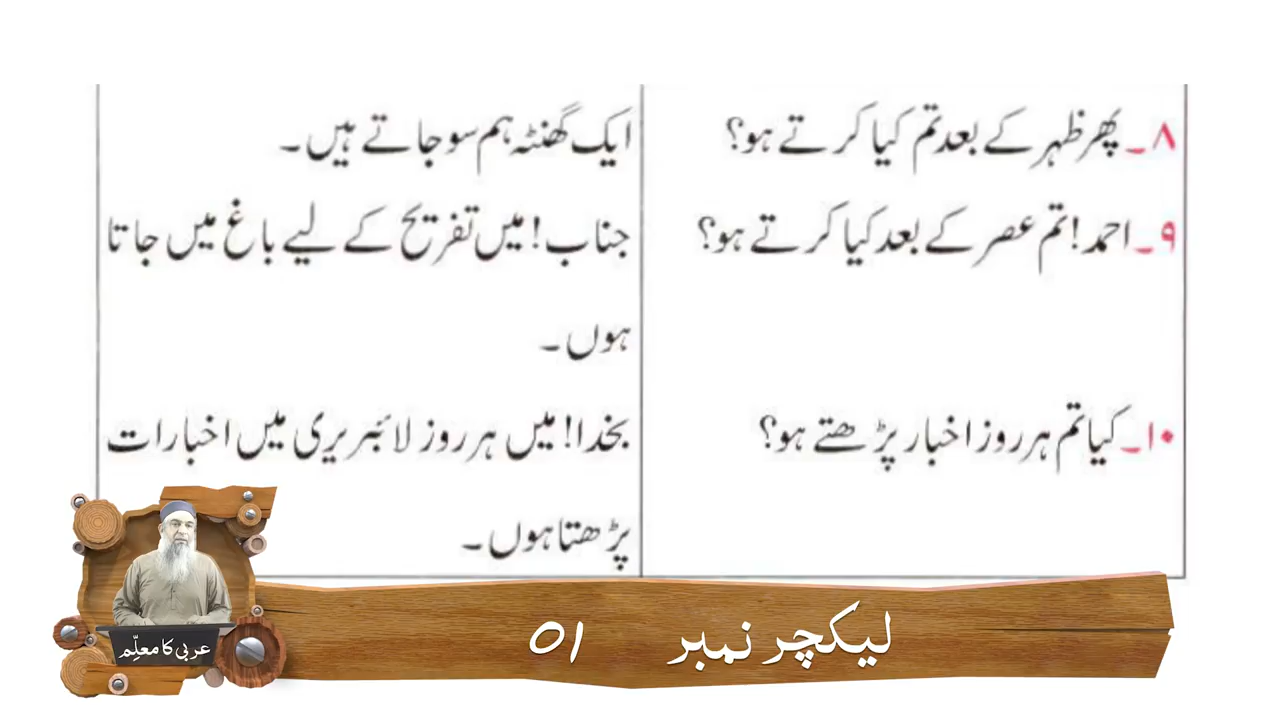 ۸۔ پھر ظہر کے بعد تم کیا کرتے ہو؟
ایک گھنٹہ ہم سو جاتے ہیں۔
۹۔ احمد! تم عصر کے بعد کیا کرتے ہو؟
جناب! میں تفریح کے لیے باغ میں جاتا
ہوں۔
۱۰۔ کیا تم ہر روز اخبار پڑھتے ہو؟
بخدا! میں ہر روز لائبریری میں اخبارات
پڑھتا ہوں۔
لیکچر نمبر 51
عربی کا معلِّم